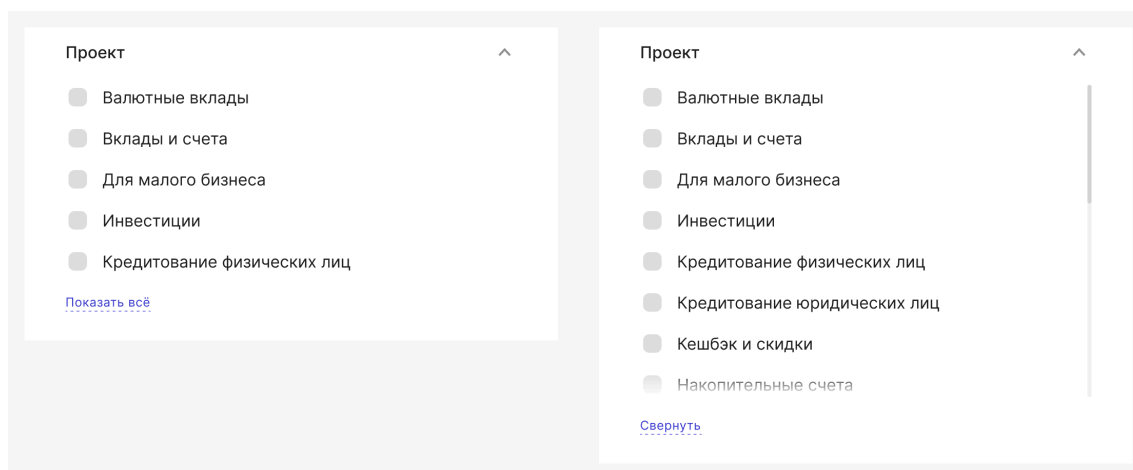 Проект
Валютные вклады
Вклады и счета
Для малого бизнеса
Инвестиции
Кредитование физических лиц
Показать всё
Проект
Валютные вклады
Вклады и счета
Для малого бизнеса
Инвестиции
Кредитование физических лиц
Кредитование юридических лиц
Кешбэк и скидки
Накопительные счета
Свернуть